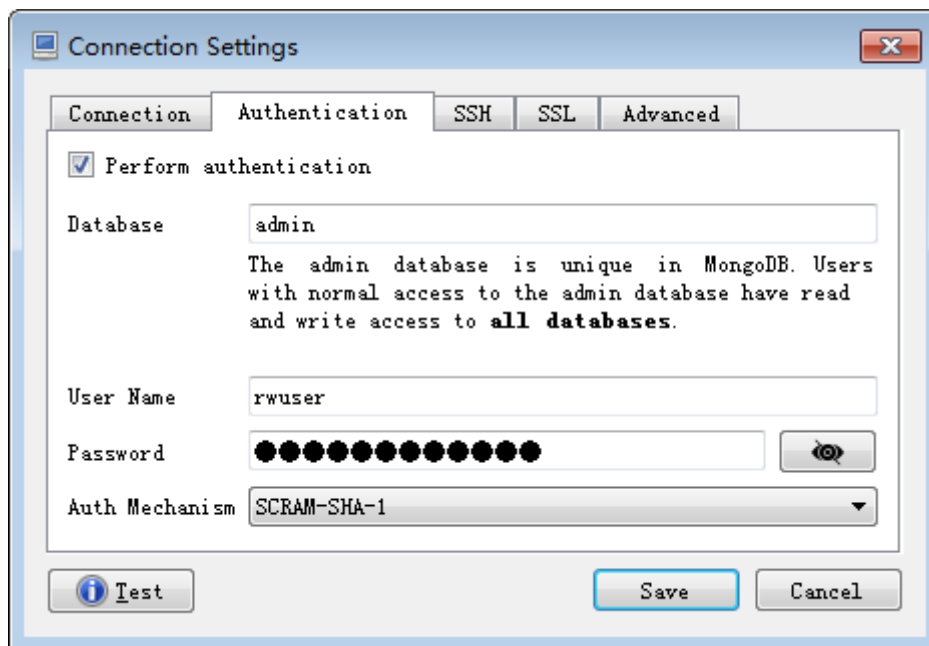 Connection Settings
Connection Authentication SSH SSL Advanced
Perform authentication
Database admin
The admin database is unique in MongoDB. Users
with normal access to the admin database have read
and write access to all databases.
User Name rwuser
Password ●●●●●●●●●●●●
Auth Mechanism SCRAM-SHA-1
Test Save Cancel